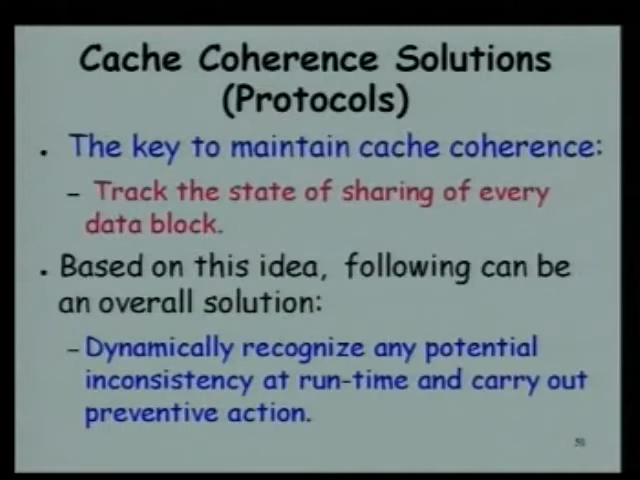 Cache Coherence Solutions
(Protocols)
• The key to maintain cache coherence:
– Track the state of sharing of every
data block.
• Based on this idea, following can be
an overall solution:
– Dynamically recognize any potential
inconsistency at run-time and carry out
preventive action.
50